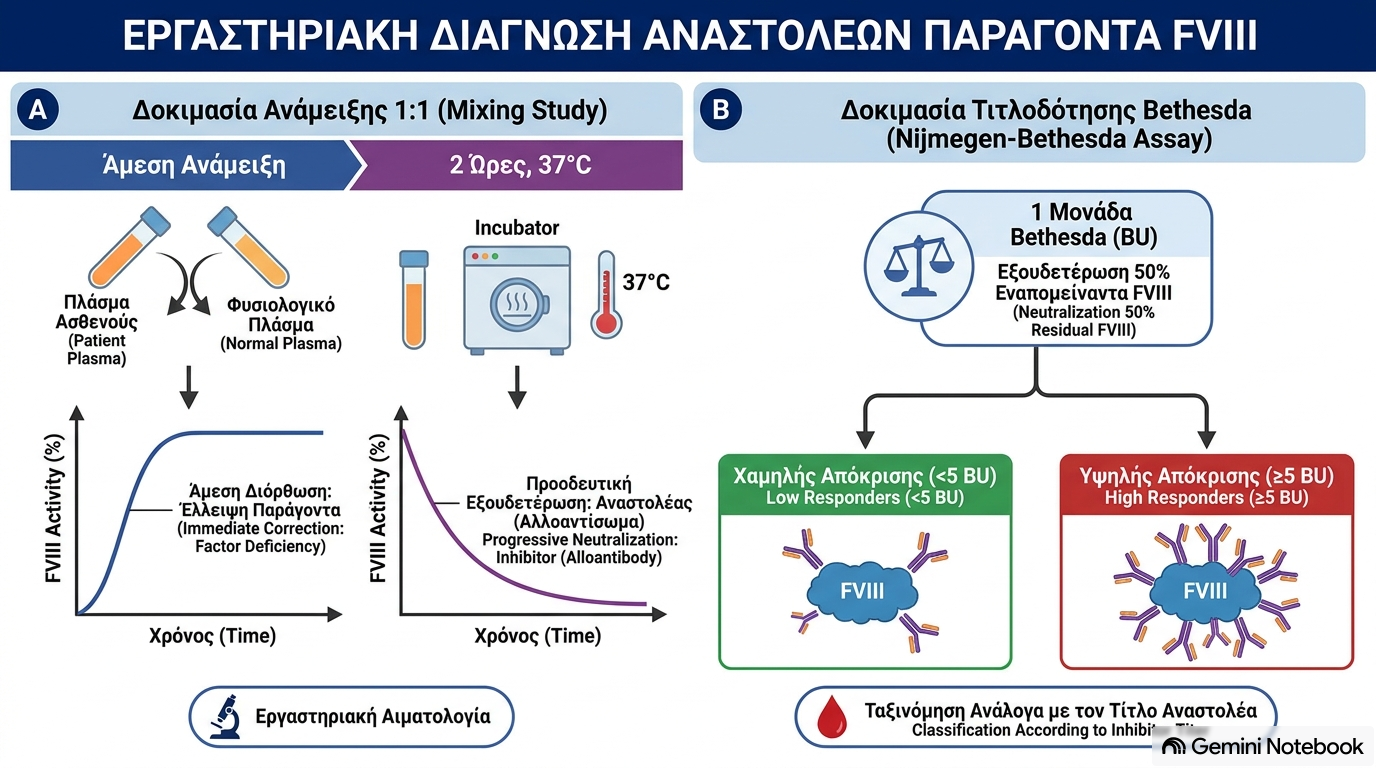 ΕΡΓΑΣΤΗΡΙΑΚΗ ΔΙΑΓΝΩΣΗ ΑΝΑΣΤΟΛΕΩΝ ΠΑΡΑΓΟΝΤΑ FVIII
A
Δοκιμασία Ανάμειξης 1:1 (Mixing Study)
Άμεση Ανάμειξη
2 Ώρες, 37°C
Πλάσμα
Ασθενούς
(Patient
Plasma)
Φυσιολογικό
Πλάσμα
(Normal Plasma)
Incubator
37°C
FVIII Activity (%)
Άμεση Διόρθωση:
Έλλειψη Παράγοντα
(Immediate Correction:
Factor Deficiency)
Χρόνος (Time)
FVIII Activity (%)
Προοδευτική
Εξουδετέρωση: Αναστολέας
(Αλλοαντίσωμα)
Progressive Neutralization:
Inhibitor (Alloantibody)
Χρόνος (Time)
Εργαστηριακή Αιματολογία
B
Δοκιμασία Τιτλοδότησης Bethesda
(Nijmegen-Bethesda Assay)
1 Μονάδα
Bethesda (BU)
Εξουδετέρωση 50%
Εναπομείναντα FVIII
(Neutralization 50%
Residual FVIII)
Χαμηλής Απόκρισης (<5 BU)
Low Responders (<5 BU)
FVIII
Υψηλής Απόκρισης (≥5 BU)
High Responders (≥5 BU)
FVIII
Ταξινόμηση Ανάλογα με τον Τίτλο Αναστολέα
Classification According to Inhibitor Titer
Gemini Notebook